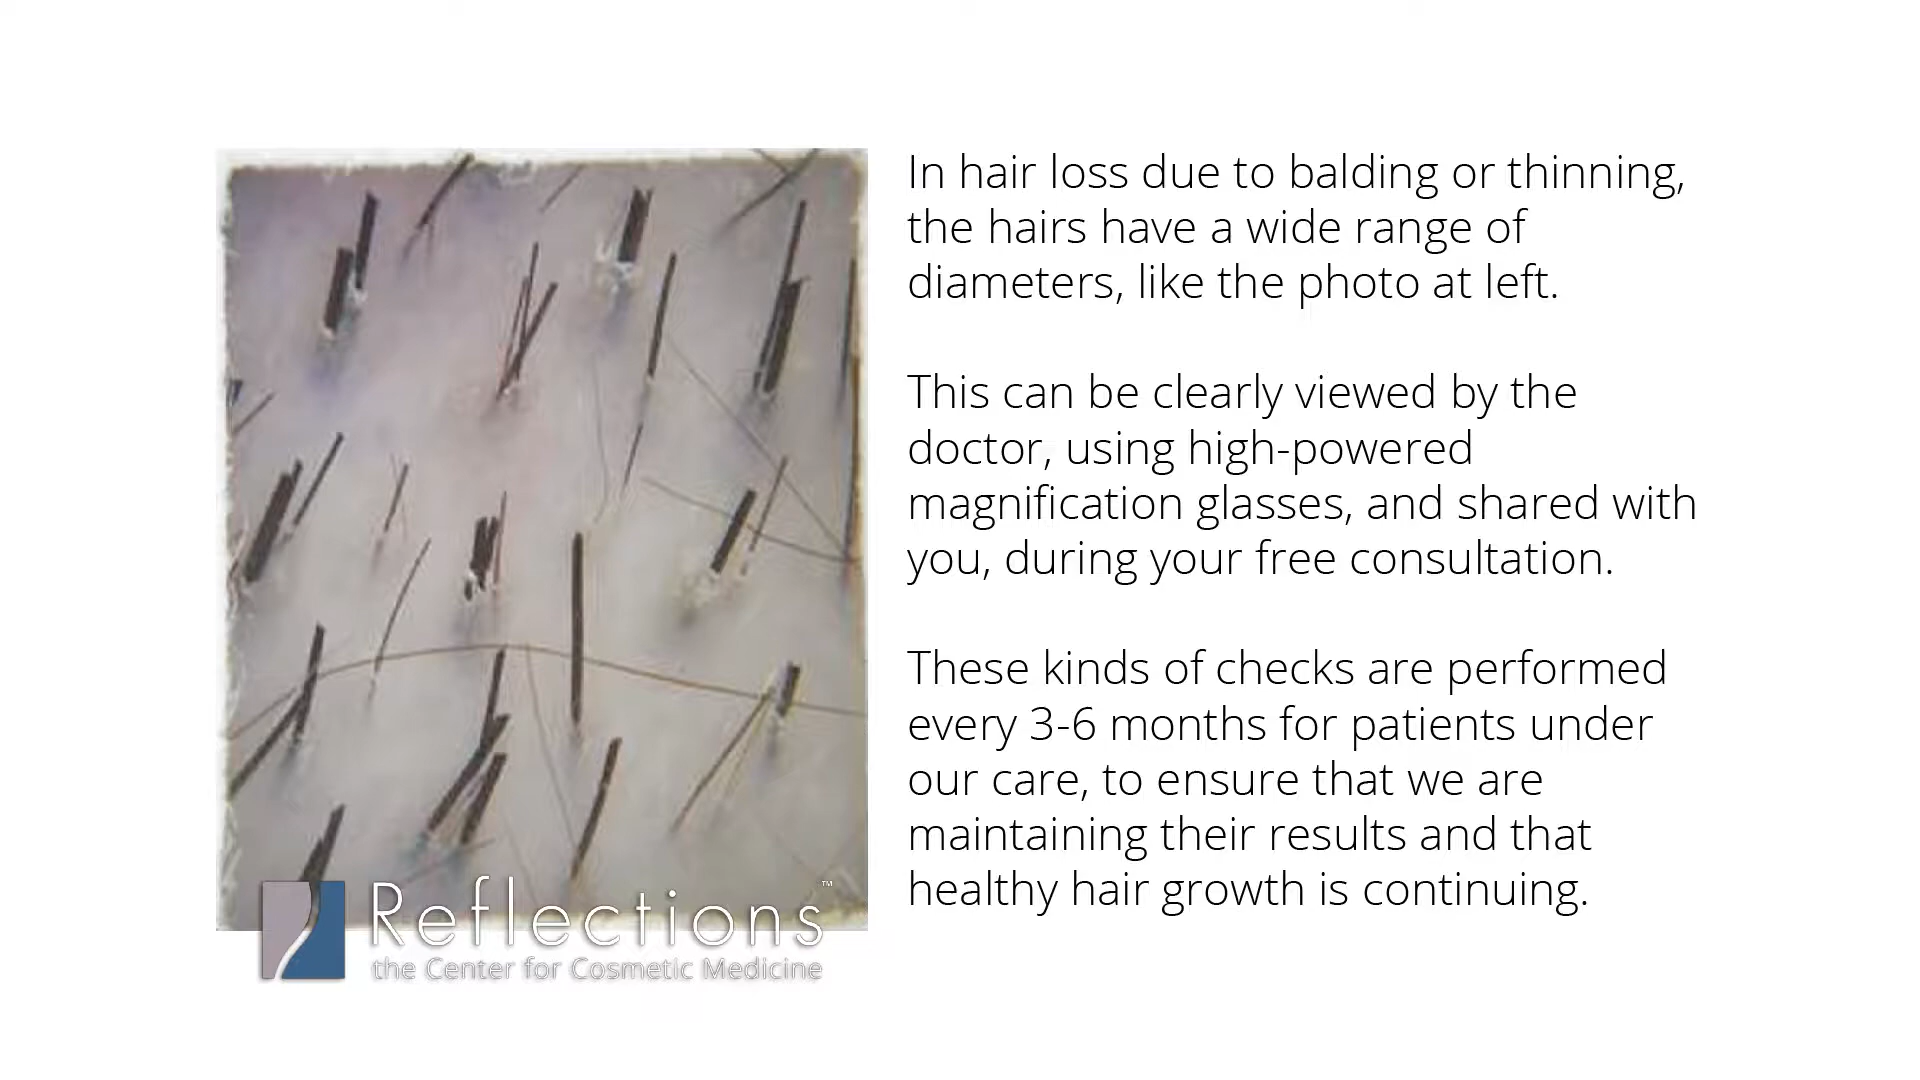 In hair loss due to balding or thinning,
the hairs have a wide range of
diameters, like the photo at left.
This can be clearly viewed by the
doctor, using high-powered
magnification glasses, and shared with
you, during your free consultation.
These kinds of checks are performed
every 3-6 months for patients under
our care, to ensure that we are
maintaining their results and that
healthy hair growth is continuing.
Reflections™
the Center for Cosmetic Medicine